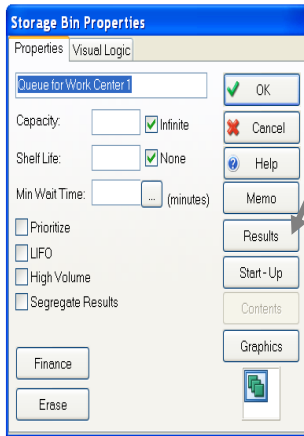 Storage Bin Properties
Properties Visual Logic
Queue for Work Center 1
OK
Capacity: Infinite
Cancel
Shelf Life: None
Help
Min Wait Time: ... (minutes)
Memo
Prioritize
Results
LIFO
High Volume
Start-Up
Segregate Results
Contents
Graphics
Finance
Erase